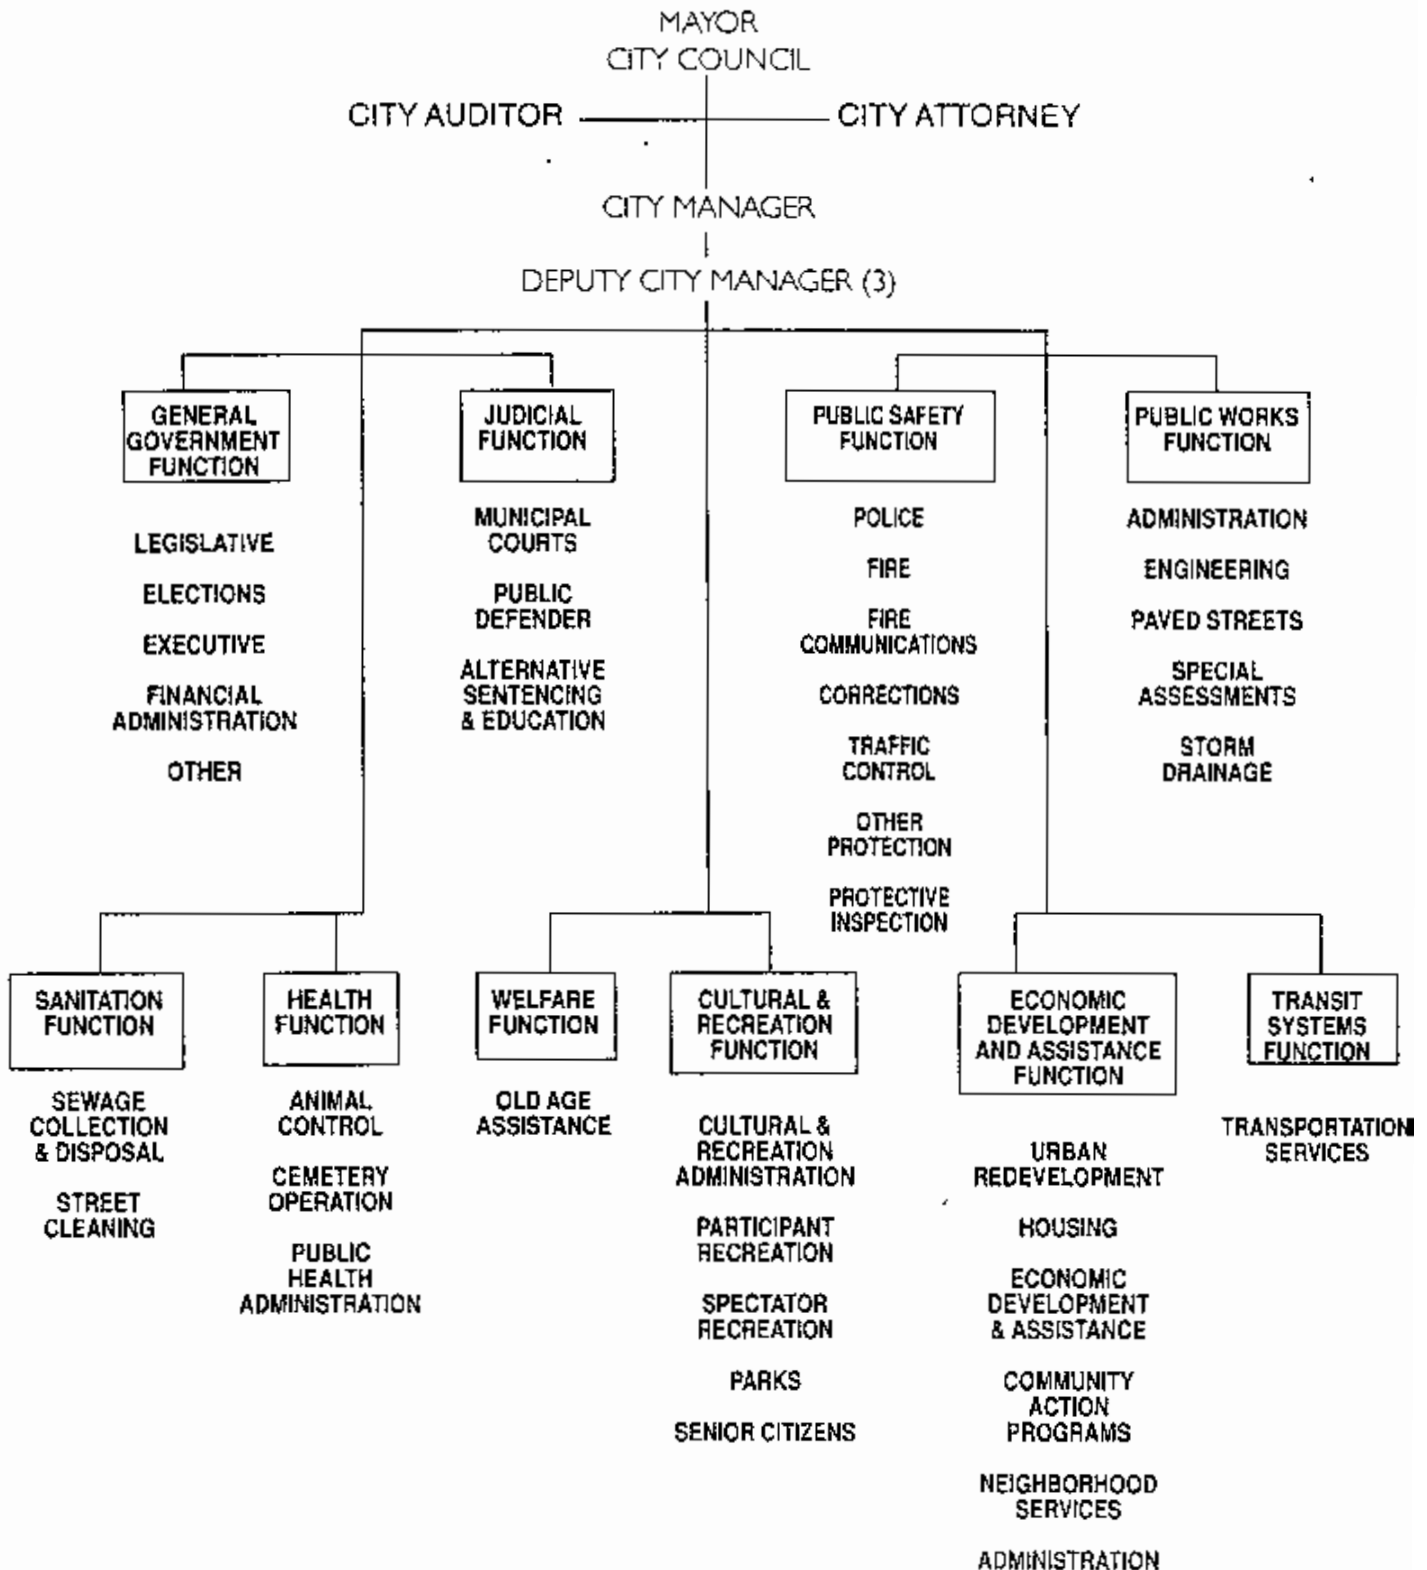 MAYOR
CITY COUNCIL
CITY AUDITOR
CITY ATTORNEY
CITY MANAGER
DEPUTY CITY MANAGER (3)
GENERAL
GOVERNMENT
FUNCTION
LEGISLATIVE
ELECTIONS
EXECUTIVE
FINANCIAL
ADMINISTRATION
OTHER
JUDICIAL
FUNCTION
MUNICIPAL
COURTS
PUBLIC
DEFENDER
ALTERNATIVE
SENTENCING
& EDUCATION
PUBLIC SAFETY
FUNCTION
POLICE
FIRE
FIRE
COMMUNICATIONS
CORRECTIONS
TRAFFIC
CONTROL
OTHER
PROTECTION
PROTECTIVE
INSPECTION
PUBLIC WORKS
FUNCTION
ADMINISTRATION
ENGINEERING
PAVED STREETS
SPECIAL
ASSESSMENTS
STORM
DRAINAGE
SANITATION
FUNCTION
SEWAGE
COLLECTION
& DISPOSAL
STREET
CLEANING
HEALTH
FUNCTION
ANIMAL
CONTROL
CEMETERY
OPERATION
PUBLIC
HEALTH
ADMINISTRATION
WELFARE
FUNCTION
OLD AGE
ASSISTANCE
CULTURAL &
RECREATION
FUNCTION
CULTURAL &
RECREATION
ADMINISTRATION
PARTICIPANT
RECREATION
SPECTATOR
RECREATION
PARKS
SENIOR CITIZENS
ECONOMIC
DEVELOPMENT
AND ASSISTANCE
FUNCTION
URBAN
REDEVELOPMENT
HOUSING
ECONOMIC
DEVELOPMENT
& ASSISTANCE
COMMUNITY
ACTION
PROGRAMS
NEIGHBORHOOD
SERVICES
ADMINISTRATION
TRANSIT
SYSTEMS
FUNCTION
TRANSPORTATION
SERVICES